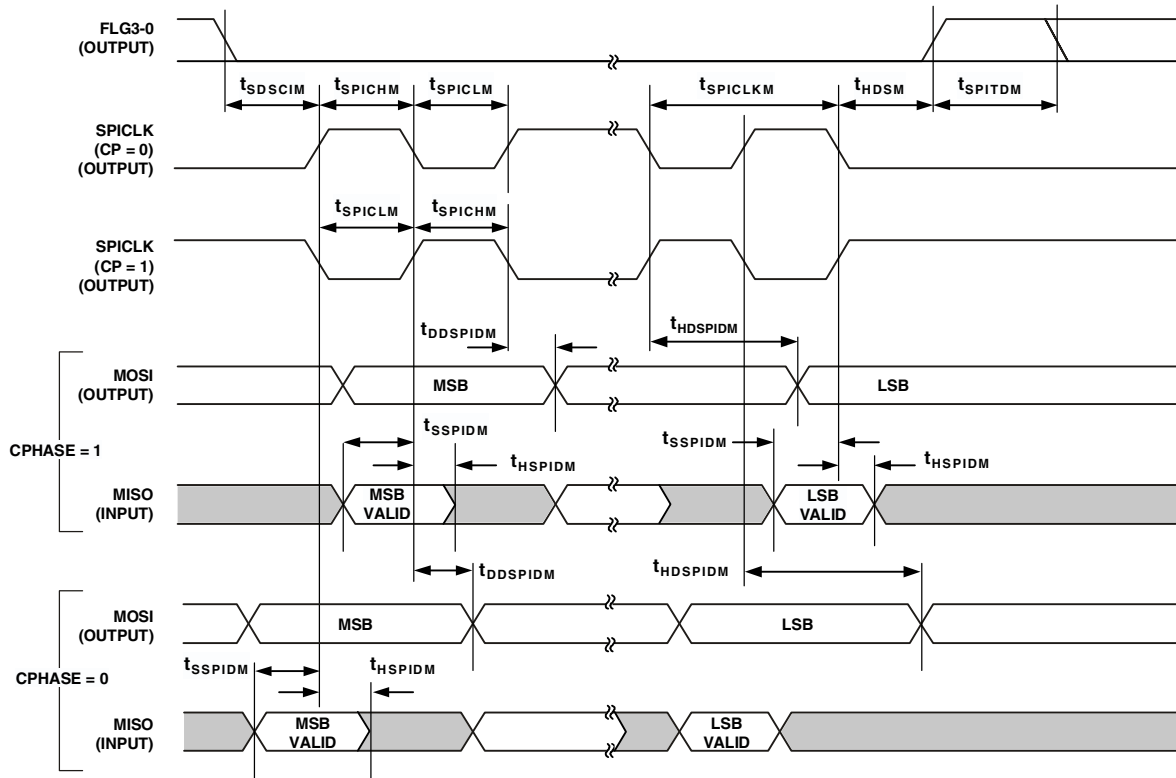 FLG3-0
(OUTPUT)
tSDSCIM tSPICHM tSPICLM tSPICLKM tHDSM tSPITDM
SPICLK
(CP = 0)
(OUTPUT)
tSPICLM tSPICHM
SPICLK
(CP = 1)
(OUTPUT)
tDDSPIDM tHDSPIDM
CPHASE = 1
MOSI
(OUTPUT)
MSB LSB
tSSPIDM tHSPIDM tSSPIDM tHSPIDM
MISO
(INPUT)
MSB
VALID
LSB
VALID
tDDSPIDM tHDSPIDM
CPHASE = 0
MOSI
(OUTPUT)
MSB LSB
tSSPIDM tHSPIDM
MISO
(INPUT)
MSB
VALID
LSB
VALID